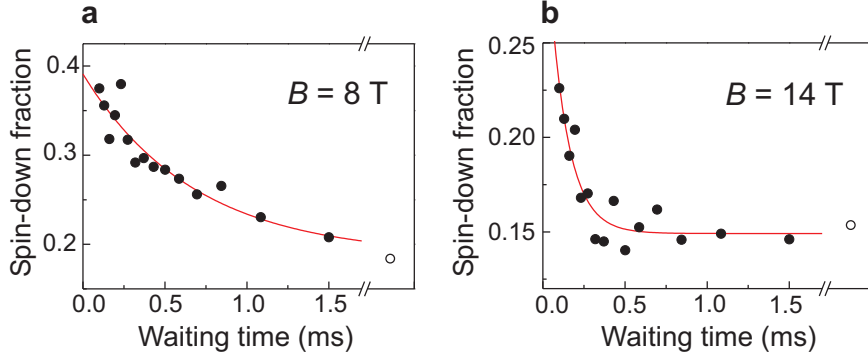 a
B = 8 T
Spin-down fraction
0.4
0.3
0.2
0.0 0.5 1.0 1.5
Waiting time (ms)
b
B = 14 T
Spin-down fraction
0.25
0.20
0.15
0.0 0.5 1.0 1.5
Waiting time (ms)